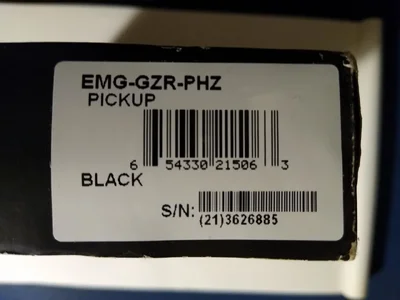 EMG-GZR-PHZ
PICKUP
6 54330 21506 3
BLACK
S/N:
(21)3626885